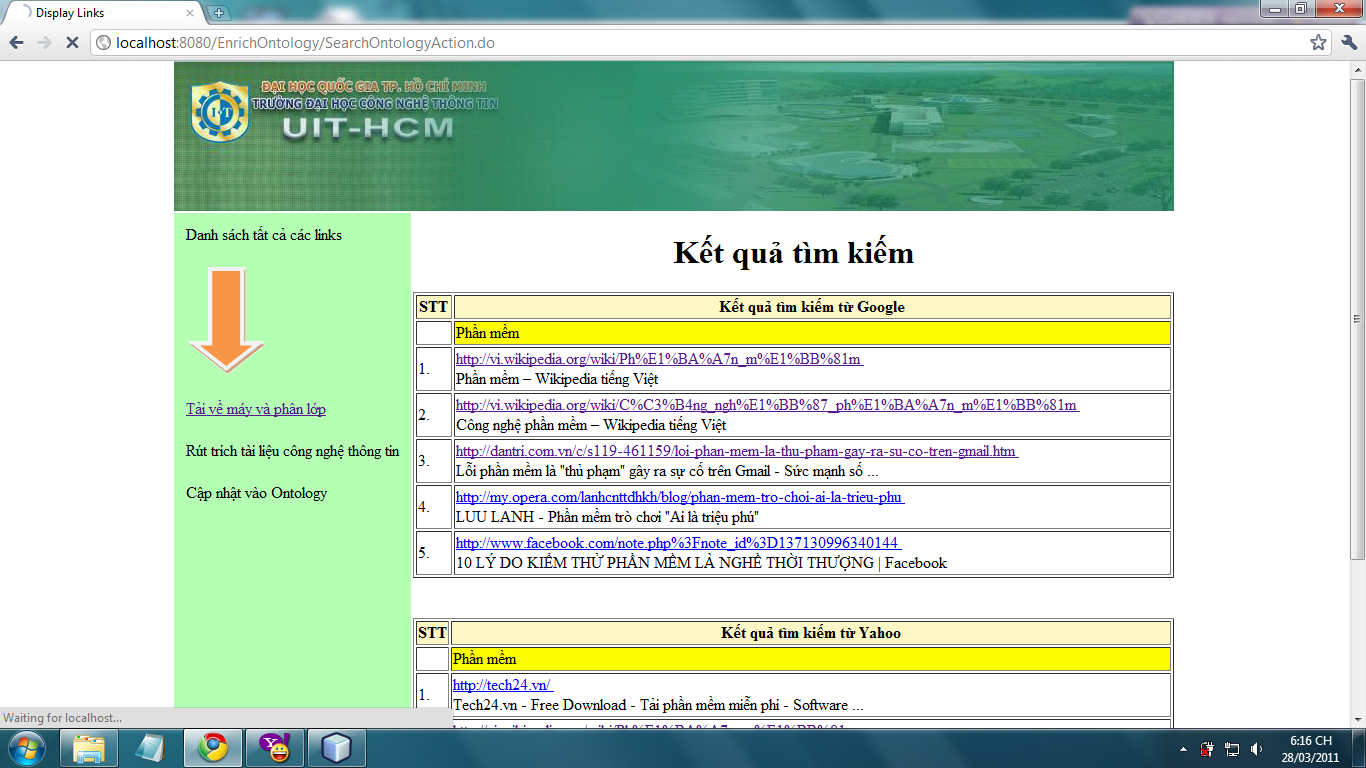 Display Links
localhost:8080/EnrichOntology/SearchOntologyAction.do
ĐẠI HỌC QUỐC GIA TP. HỒ CHÍ MINH
TRƯỜNG ĐẠI HỌC CÔNG NGHỆ THÔNG TIN
UIT-HCM
Danh sách tất cả các links
Tải về máy và phân lớp
Rút trích tài liệu công nghệ thông tin
Cập nhật vào Ontology
Kết quả tìm kiếm
STT Kết quả tìm kiếm từ Google
Phần mềm
1. http://vi.wikipedia.org/wiki/Ph%E1%BA%A7n_m%E1%BB%81m
Phần mềm – Wikipedia tiếng Việt
2. http://vi.wikipedia.org/wiki/C%C3%B4ng_ngh%E1%BB%87_ph%E1%BA%A7n_m%E1%BB%81m
Công nghệ phần mềm – Wikipedia tiếng Việt
3. http://dantri.com.vn/c/s119-461159/loi-phan-mem-la-thu-pham-gay-ra-su-co-tren-gmail.htm
Lỗi phần mềm là "thủ phạm" gây ra sự cố trên Gmail - Sức mạnh số ...
4. http://my.opera.com/lanhcnttdhkh/blog/phan-mem-tro-choi-ai-la-trieu-phu
LUU LANH - Phần mềm trò chơi "Ai là triệu phú"
5. http://www.facebook.com/note.php%3Fnote_id%3D137130996340144
10 LÝ DO KIỂM THỬ PHẦN MỀM LÀ NGHỀ THỜI THƯỢNG | Facebook
STT Kết quả tìm kiếm từ Yahoo
Phần mềm
1. http://tech24.vn/
Tech24.vn - Free Download - Tải phần mềm miễn phí - Software ...
Waiting for localhost...
6:16 CH
28/03/2011